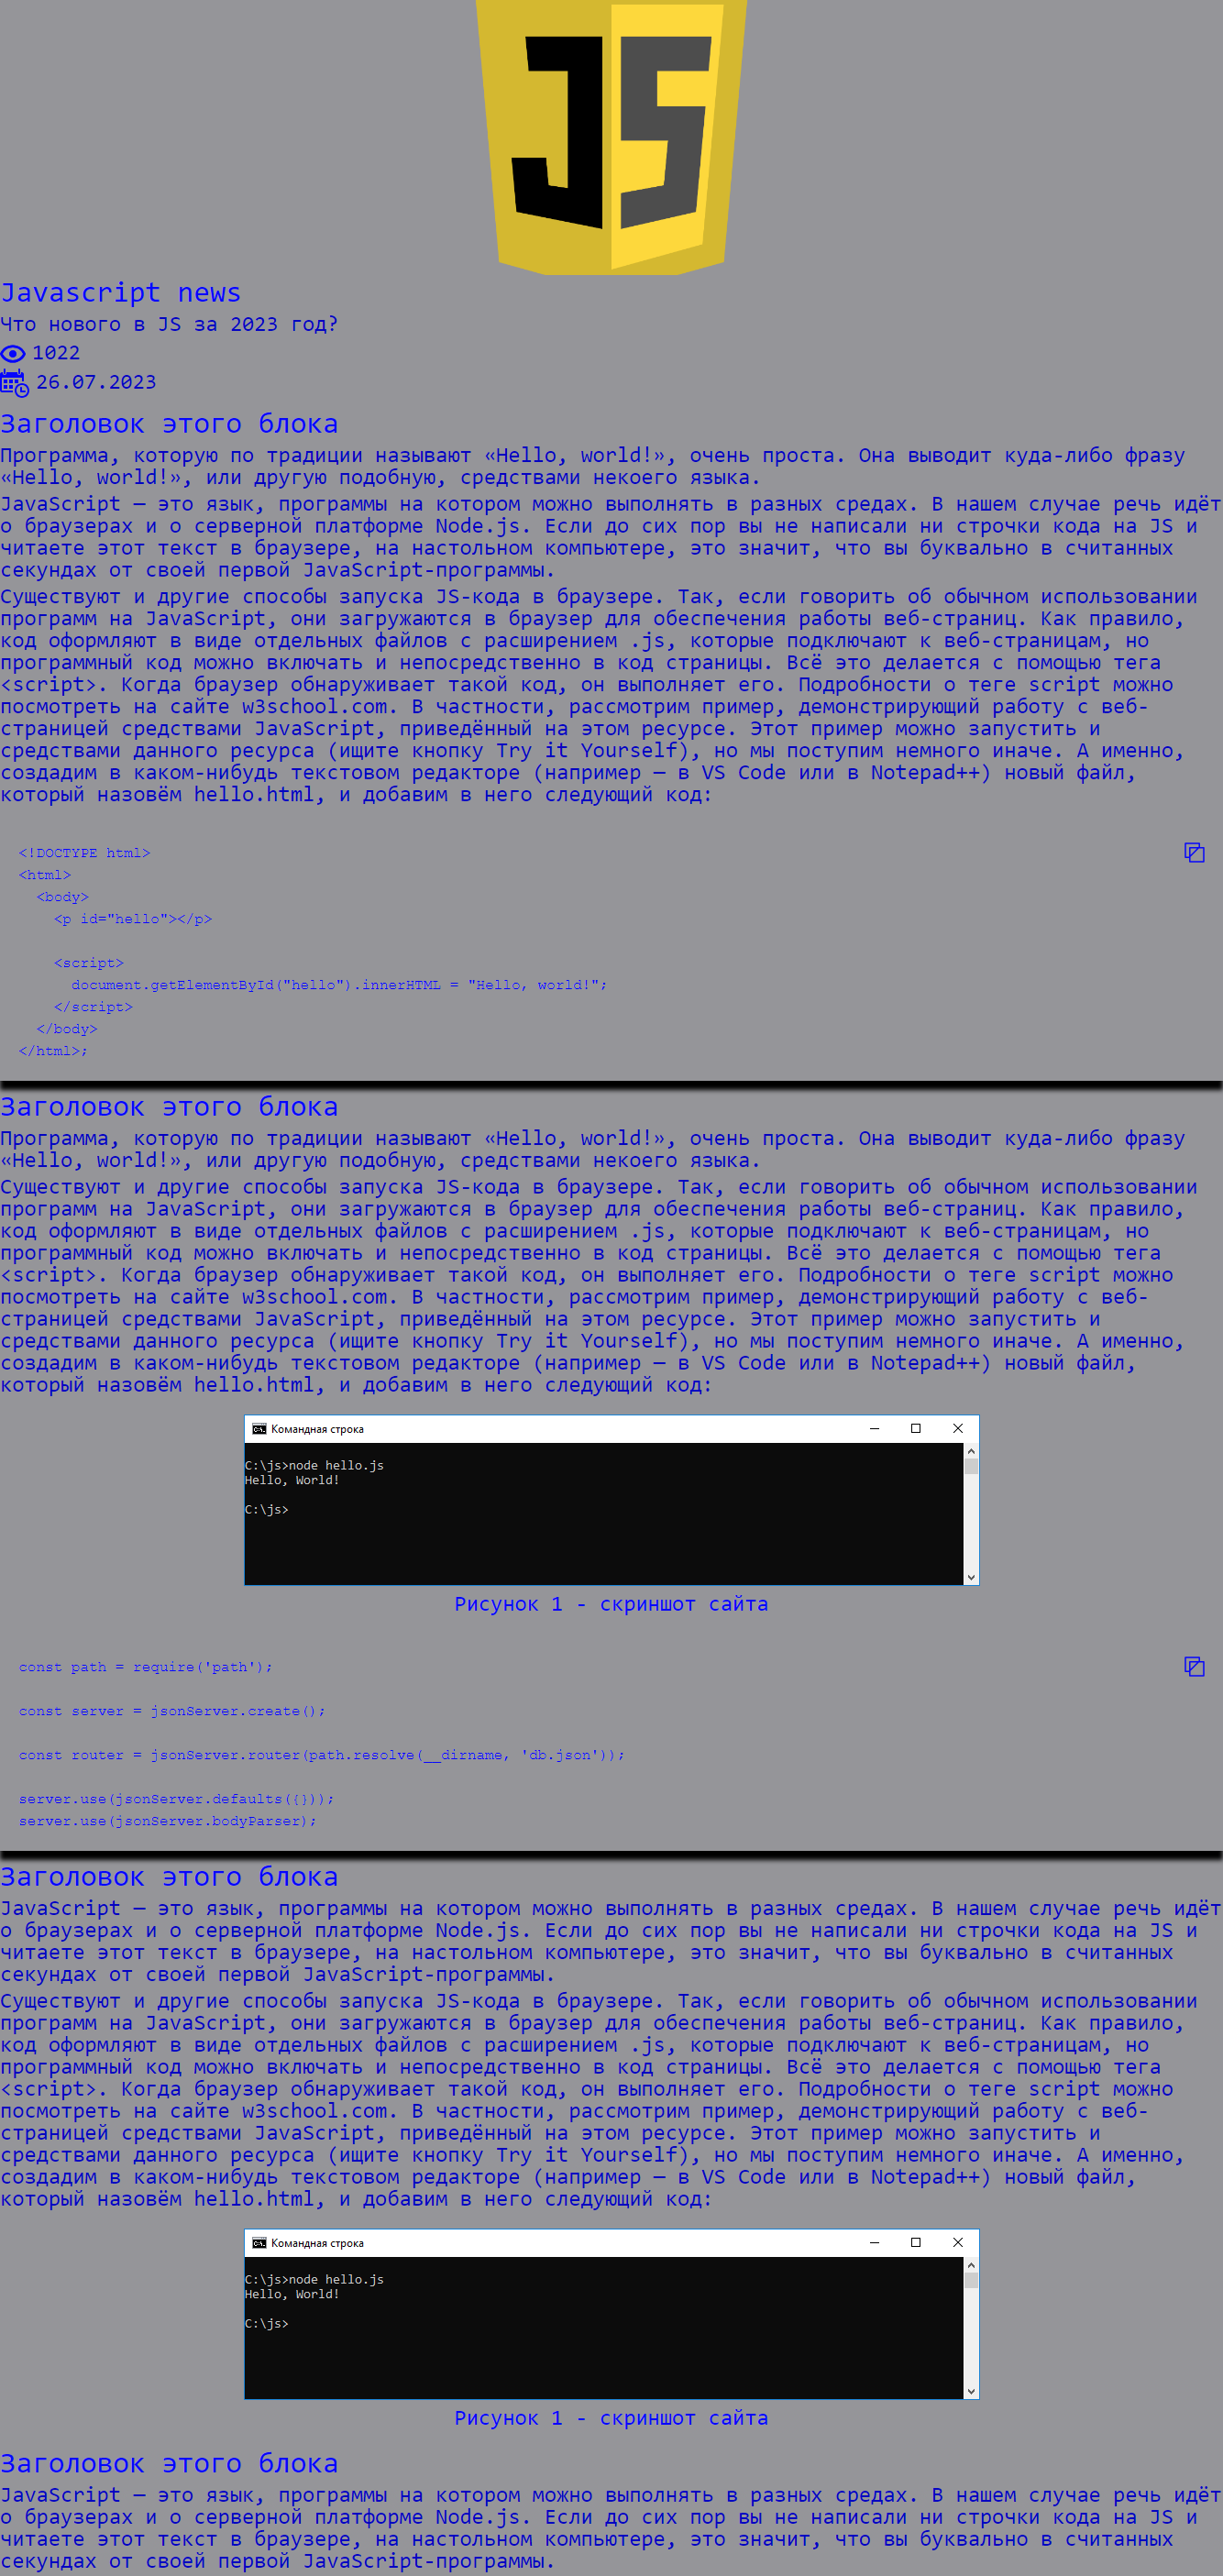 JS
Javascript news
Что нового в JS за 2023 год?
1022
26.07.2023
Заголовок этого блока
Программа, которую по традиции называют «Hello, world!», очень проста. Она выводит куда-либо фразу
«Hello, world!», или другую подобную, средствами некоего языка.
JavaScript — это язык, программы на котором можно выполнять в разных средах. В нашем случае речь идёт
о браузерах и о серверной платформе Node.js. Если до сих пор вы не написали ни строчки кода на JS и
читаете этот текст в браузере, на настольном компьютере, это значит, что вы буквально в считанных
секундах от своей первой JavaScript-программы.
Существуют и другие способы запуска JS-кода в браузере. Так, если говорить об обычном использовании
программ на JavaScript, они загружаются в браузер для обеспечения работы веб-страниц. Как правило,
код оформляют в виде отдельных файлов с расширением .js, которые подключают к веб-страницам, но
программный код можно включать и непосредственно в код страницы. Всё это делается с помощью тега
<script>. Когда браузер обнаруживает такой код, он выполняет его. Подробности о теге script можно
посмотреть на сайте w3school.com. В частности, рассмотрим пример, демонстрирующий работу с веб-
страницей средствами JavaScript, приведённый на этом ресурсе. Этот пример можно запустить и
средствами данного ресурса (ищите кнопку Try it Yourself), но мы поступим немного иначе. А именно,
создадим в каком-нибудь текстовом редакторе (например — в VS Code или в Notepad++) новый файл,
который назовём hello.html, и добавим в него следующий код:
<!DOCTYPE html>
<html>
<body>
<p id="hello"></p>
<script>
document.getElementById("hello").innerHTML = "Hello, world!";
</script>
</body>
</html>;
Заголовок этого блока
Программа, которую по традиции называют «Hello, world!», очень проста. Она выводит куда-либо фразу
«Hello, world!», или другую подобную, средствами некоего языка.
Существуют и другие способы запуска JS-кода в браузере. Так, если говорить об обычном использовании
программ на JavaScript, они загружаются в браузер для обеспечения работы веб-страниц. Как правило,
код оформляют в виде отдельных файлов с расширением .js, которые подключают к веб-страницам, но
программный код можно включать и непосредственно в код страницы. Всё это делается с помощью тега
<script>. Когда браузер обнаруживает такой код, он выполняет его. Подробности о теге script можно
посмотреть на сайте w3school.com. В частности, рассмотрим пример, демонстрирующий работу с веб-
страницей средствами JavaScript, приведённый на этом ресурсе. Этот пример можно запустить и
средствами данного ресурса (ищите кнопку Try it Yourself), но мы поступим немного иначе. А именно,
создадим в каком-нибудь текстовом редакторе (например — в VS Code или в Notepad++) новый файл,
который назовём hello.html, и добавим в него следующий код:
Командная строка
C:\js>node hello.js
Hello, World!
C:\js>
Рисунок 1 - скриншот сайта
const path = require('path');
const server = jsonServer.create();
const router = jsonServer.router(path.resolve(__dirname, 'db.json'));
server.use(jsonServer.defaults({}));
server.use(jsonServer.bodyParser);
Заголовок этого блока
JavaScript — это язык, программы на котором можно выполнять в разных средах. В нашем случае речь идёт
о браузерах и о серверной платформе Node.js. Если до сих пор вы не написали ни строчки кода на JS и
читаете этот текст в браузере, на настольном компьютере, это значит, что вы буквально в считанных
секундах от своей первой JavaScript-программы.
Существуют и другие способы запуска JS-кода в браузере. Так, если говорить об обычном использовании
программ на JavaScript, они загружаются в браузер для обеспечения работы веб-страниц. Как правило,
код оформляют в виде отдельных файлов с расширением .js, которые подключают к веб-страницам, но
программный код можно включать и непосредственно в код страницы. Всё это делается с помощью тега
<script>. Когда браузер обнаруживает такой код, он выполняет его. Подробности о теге script можно
посмотреть на сайте w3school.com. В частности, рассмотрим пример, демонстрирующий работу с веб-
страницей средствами JavaScript, приведённый на этом ресурсе. Этот пример можно запустить и
средствами данного ресурса (ищите кнопку Try it Yourself), но мы поступим немного иначе. А именно,
создадим в каком-нибудь текстовом редакторе (например — в VS Code или в Notepad++) новый файл,
который назовём hello.html, и добавим в него следующий код:
Командная строка
C:\js>node hello.js
Hello, World!
C:\js>
Рисунок 1 - скриншот сайта
Заголовок этого блока
JavaScript — это язык, программы на котором можно выполнять в разных средах. В нашем случае речь идёт
о браузерах и о серверной платформе Node.js. Если до сих пор вы не написали ни строчки кода на JS и
читаете этот текст в браузере, на настольном компьютере, это значит, что вы буквально в считанных
секундах от своей первой JavaScript-программы.